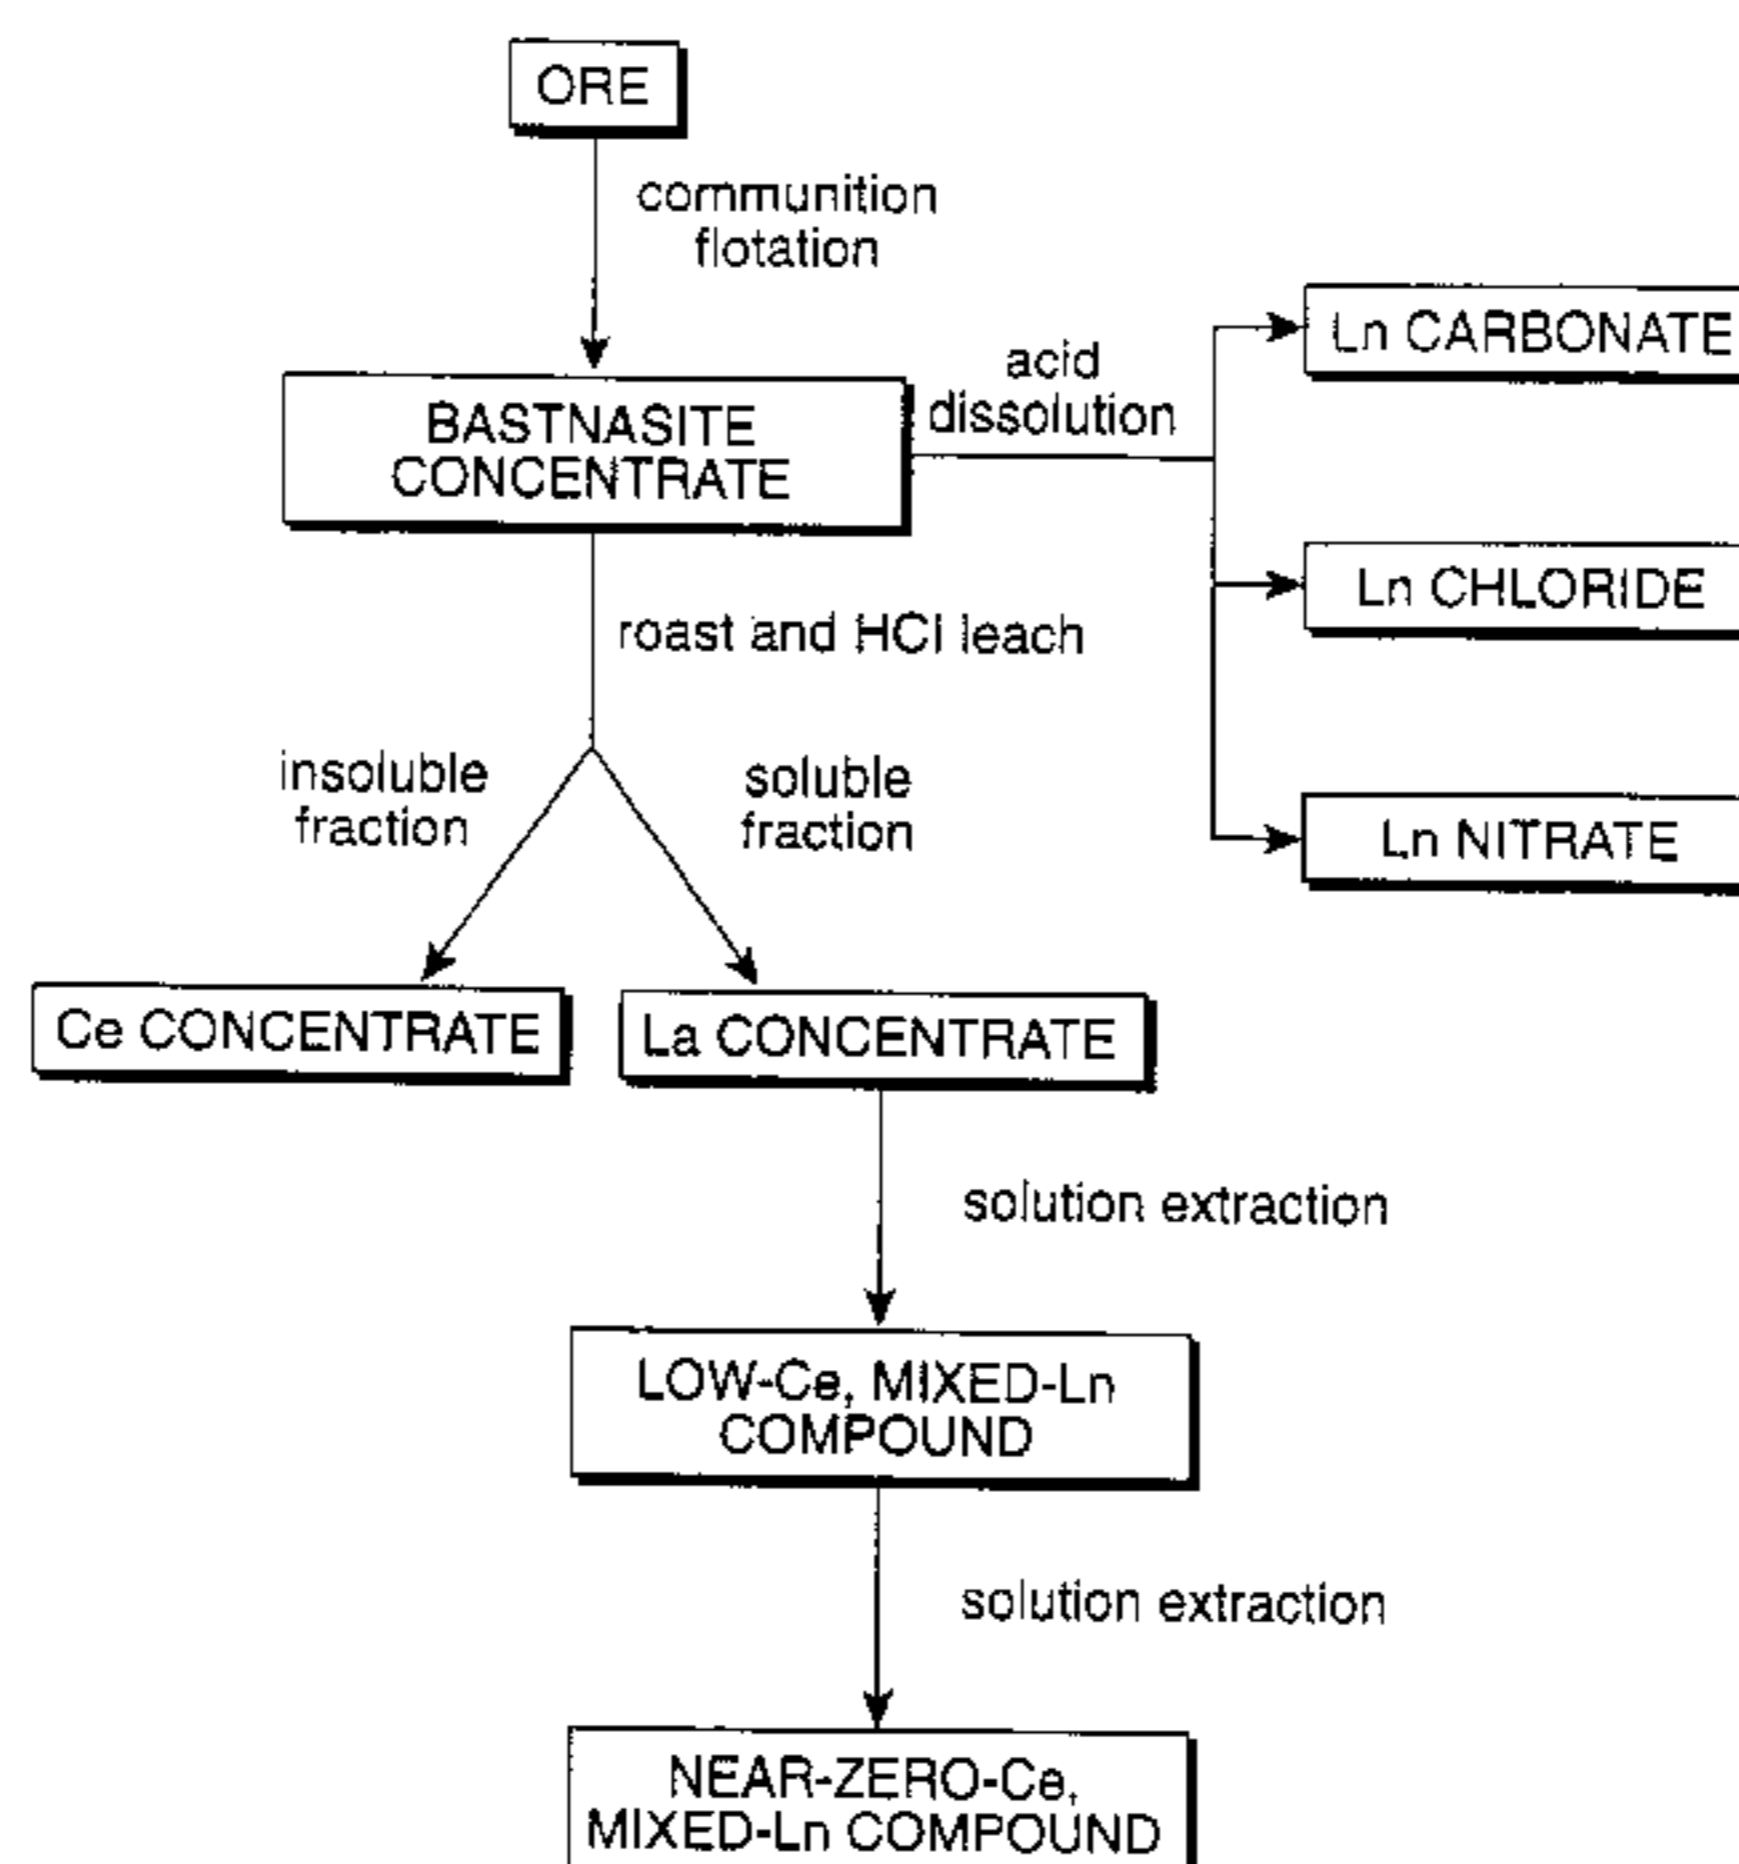 ORE
communition
flotation
BASTNASITE
CONCENTRATE
acid
dissolution
Ln CARBONATE
Ln CHLORIDE
Ln NITRATE
roast and HCl leach
insoluble
fraction
soluble
fraction
Ce CONCENTRATE
La CONCENTRATE
solution extraction
LOW-Ce, MIXED-Ln
COMPOUND
solution extraction
NEAR-ZERO-Ce,
MIXED-Ln COMPOUND